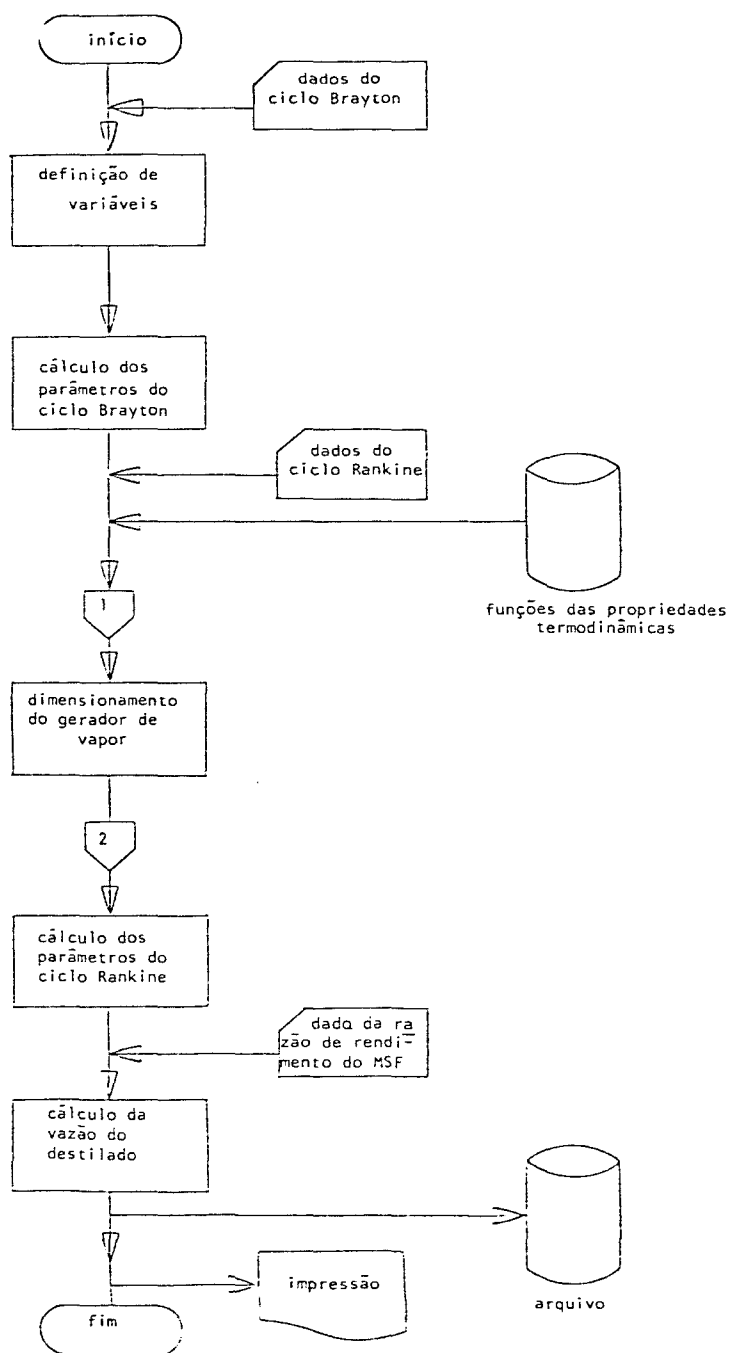 início
dados do
ciclo Brayton
definição de
variáveis
cálculo dos
parâmetros do
ciclo Brayton
dados do
ciclo Rankine
funções das propriedades
termodinâmicas
1
dimensionamento
do gerador de
vapor
2
cálculo dos
parâmetros do
ciclo Rankine
dado da ra
zão de rendi-
mento do MSF
cálculo da
vazão do
destilado
arquivo
impressão
fim